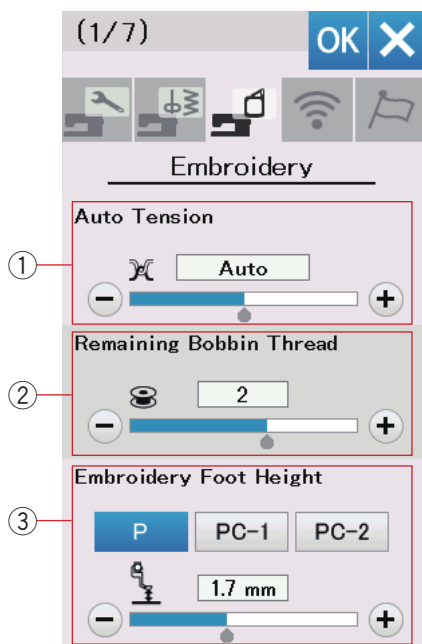 (1/7)
OK
Embroidery
Auto Tension
① Auto
Remaining Bobbin Thread
② 2
Embroidery Foot Height
③
P PC-1 PC-2
1.7 mm